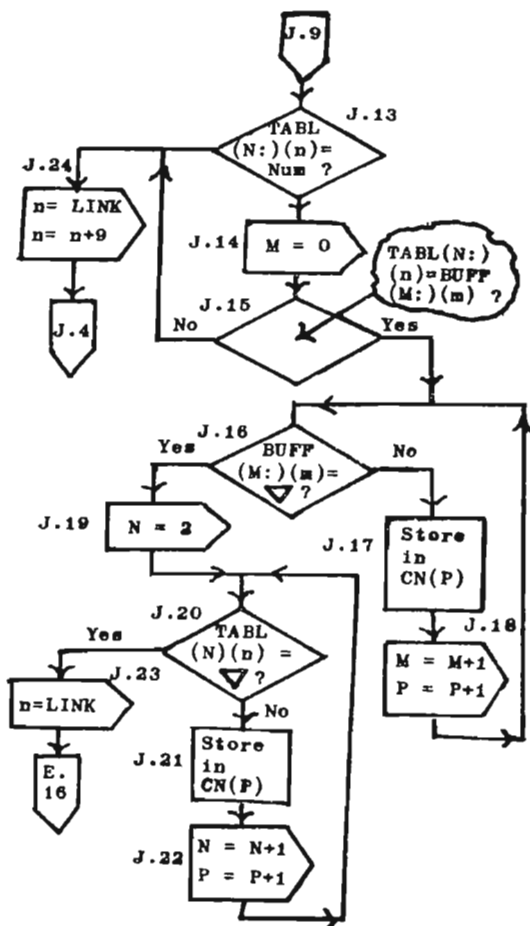 J.9
J.13
TABL
(N:)(n)=
Num ?
J.24
n= LINK
n= n+9
J.4
J.14
M = 0
TABL(N:)
(n)=BUFF
(M:)(m) ?
J.15
No
Yes
J.16
Yes
BUFF
(M:)(m)=
▽ ?
No
J.19
N = 2
J.17
Store
in
CN(P)
J.18
M = M+1
P = P+1
J.20
Yes
TABL
(N)(n) =
▽ ?
J.23
n=LINK
E.
16
No
J.21
Store
in
CN(P)
J.22
N = N+1
P = P+1